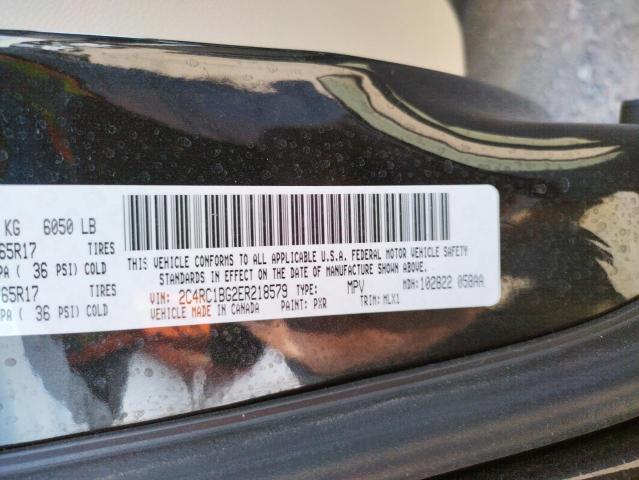 KG 6050 LB
65R17 TIRES
PA ( 36 PSI) COLD
65R17 TIRES
PA ( 36 PSI) COLD
THIS VEHICLE CONFORMS TO ALL APPLICABLE U.S.A. FEDERAL MOTOR VEHICLE SAFETY
STANDARDS IN EFFECT ON THE DATE OF MANUFACTURE SHOWN ABOVE.
VIN: 2C4RC1BG2ER218579 TYPE: MPV MDH: 102822 058AA
VEHICLE MADE IN CANADA PAINT: PXR TRIM: MLX1